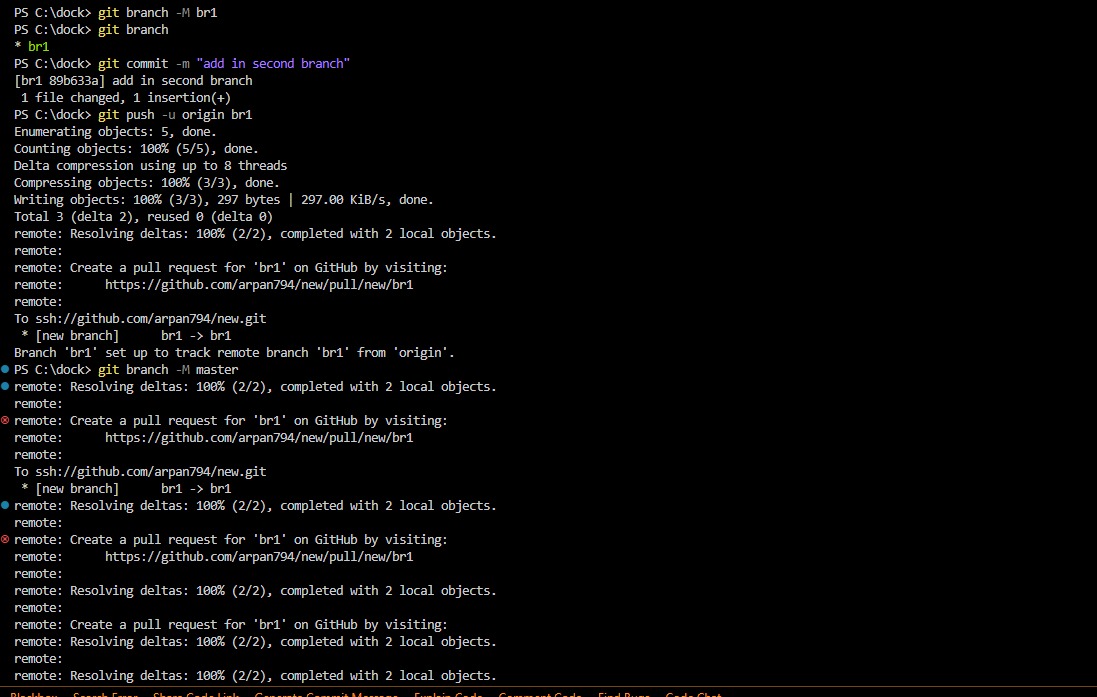 PS C:\dock> git branch -M br1
PS C:\dock> git branch
* br1
PS C:\dock> git commit -m "add in second branch"
[br1 89b633a] add in second branch
 1 file changed, 1 insertion(+)
PS C:\dock> git push -u origin br1
Enumerating objects: 5, done.
Counting objects: 100% (5/5), done.
Delta compression using up to 8 threads
Compressing objects: 100% (3/3), done.
Writing objects: 100% (3/3), 297 bytes | 297.00 KiB/s, done.
Total 3 (delta 2), reused 0 (delta 0)
remote: Resolving deltas: 100% (2/2), completed with 2 local objects.
remote:
remote: Create a pull request for 'br1' on GitHub by visiting:
remote:      https://github.com/arpan794/new/pull/new/br1
remote:
To ssh://github.com/arpan794/new.git
 * [new branch]      br1 -> br1
Branch 'br1' set up to track remote branch 'br1' from 'origin'.
PS C:\dock> git branch -M master
remote: Resolving deltas: 100% (2/2), completed with 2 local objects.
remote:
remote: Create a pull request for 'br1' on GitHub by visiting:
remote:      https://github.com/arpan794/new/pull/new/br1
remote:
To ssh://github.com/arpan794/new.git
 * [new branch]      br1 -> br1
remote: Resolving deltas: 100% (2/2), completed with 2 local objects.
remote:
remote: Create a pull request for 'br1' on GitHub by visiting:
remote:      https://github.com/arpan794/new/pull/new/br1
remote:
remote: Resolving deltas: 100% (2/2), completed with 2 local objects.
remote:
remote: Create a pull request for 'br1' on GitHub by visiting:
remote: Resolving deltas: 100% (2/2), completed with 2 local objects.
remote:
remote: Resolving deltas: 100% (2/2), completed with 2 local objects.
Blackbox Search Error Share Code Link Generate Commit Message Explain Code Comment Code Find Bugs Code Chat